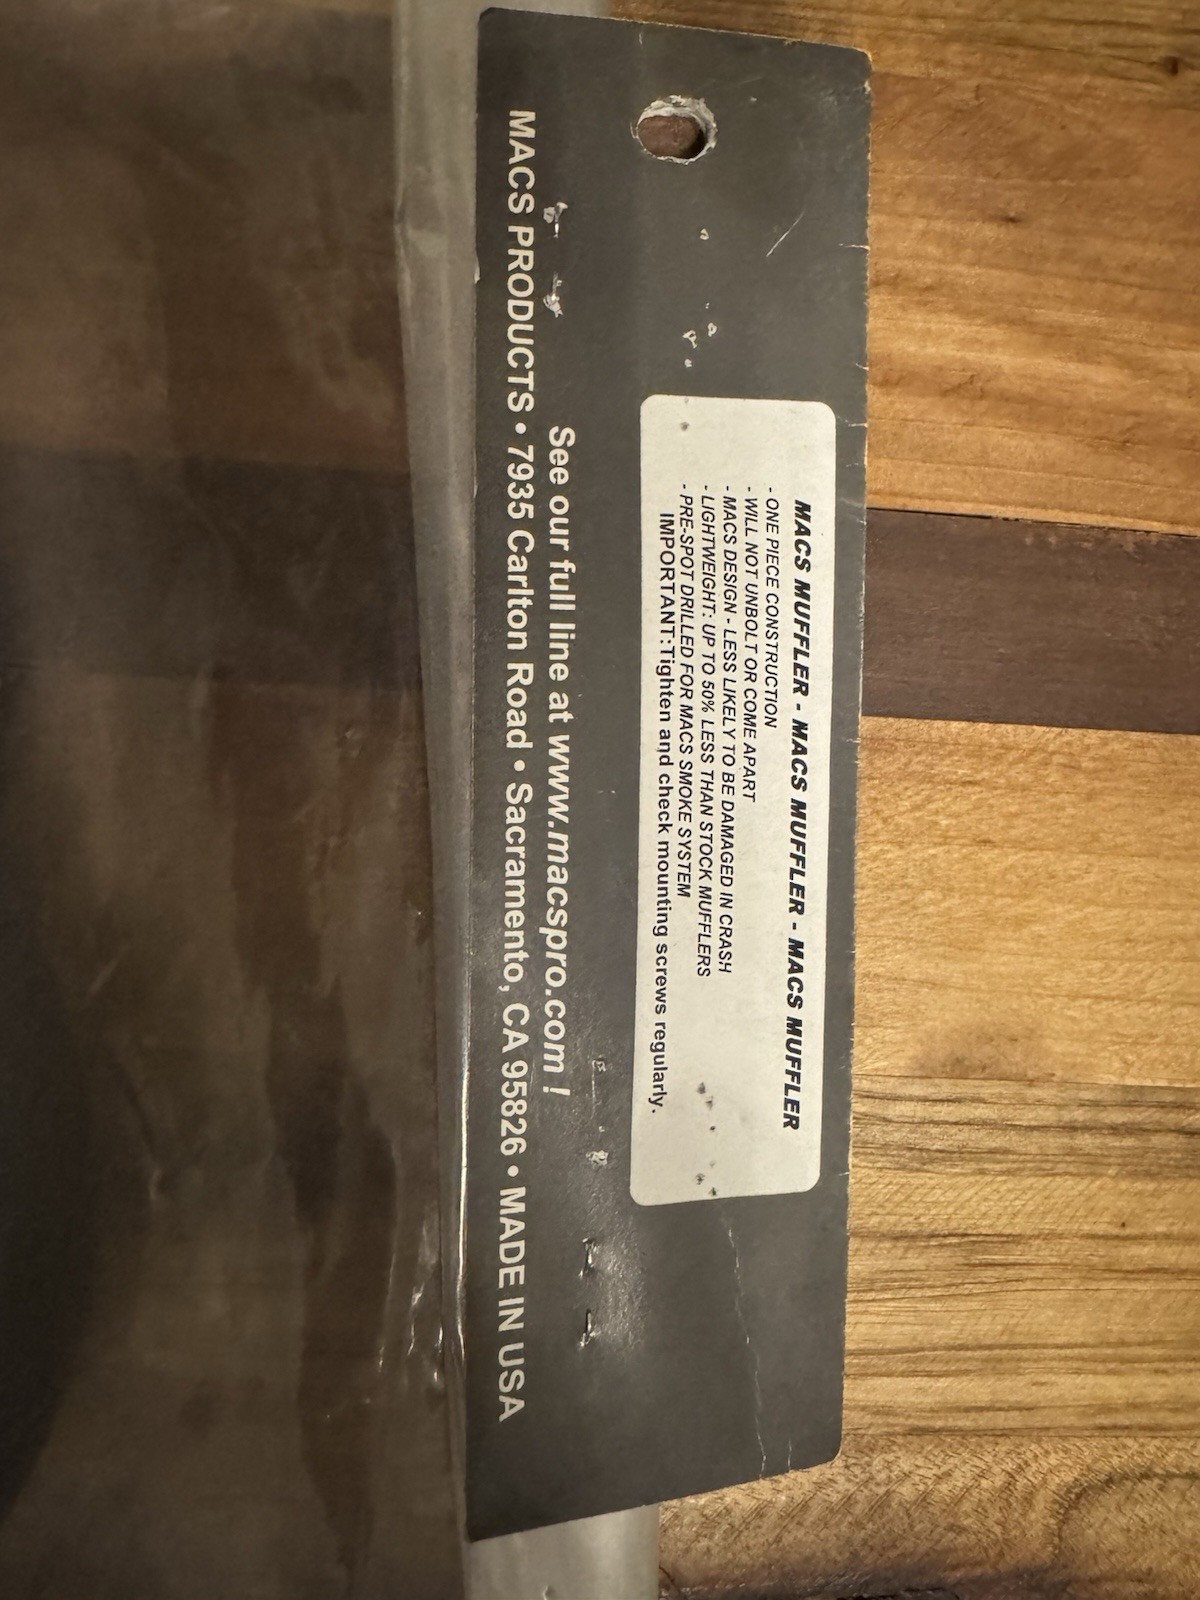 MACS MUFFLER - MACS MUFFLER - MACS MUFFLER
- ONE PIECE CONSTRUCTION
- WILL NOT UNBOLT OR COME APART
- MACS DESIGN - LESS LIKELY TO BE DAMAGED IN CRASH
- LIGHTWEIGHT: UP TO 50% LESS THAN STOCK MUFFLERS
- PRE-SPOT DRILLED FOR MACS SMOKE SYSTEM
IMPORTANT:Tighten and check mounting screws regularly.
See our full line at www.macspro.com !
MACS PRODUCTS • 7935 Carlton Road • Sacramento, CA 95826 • MADE IN USA